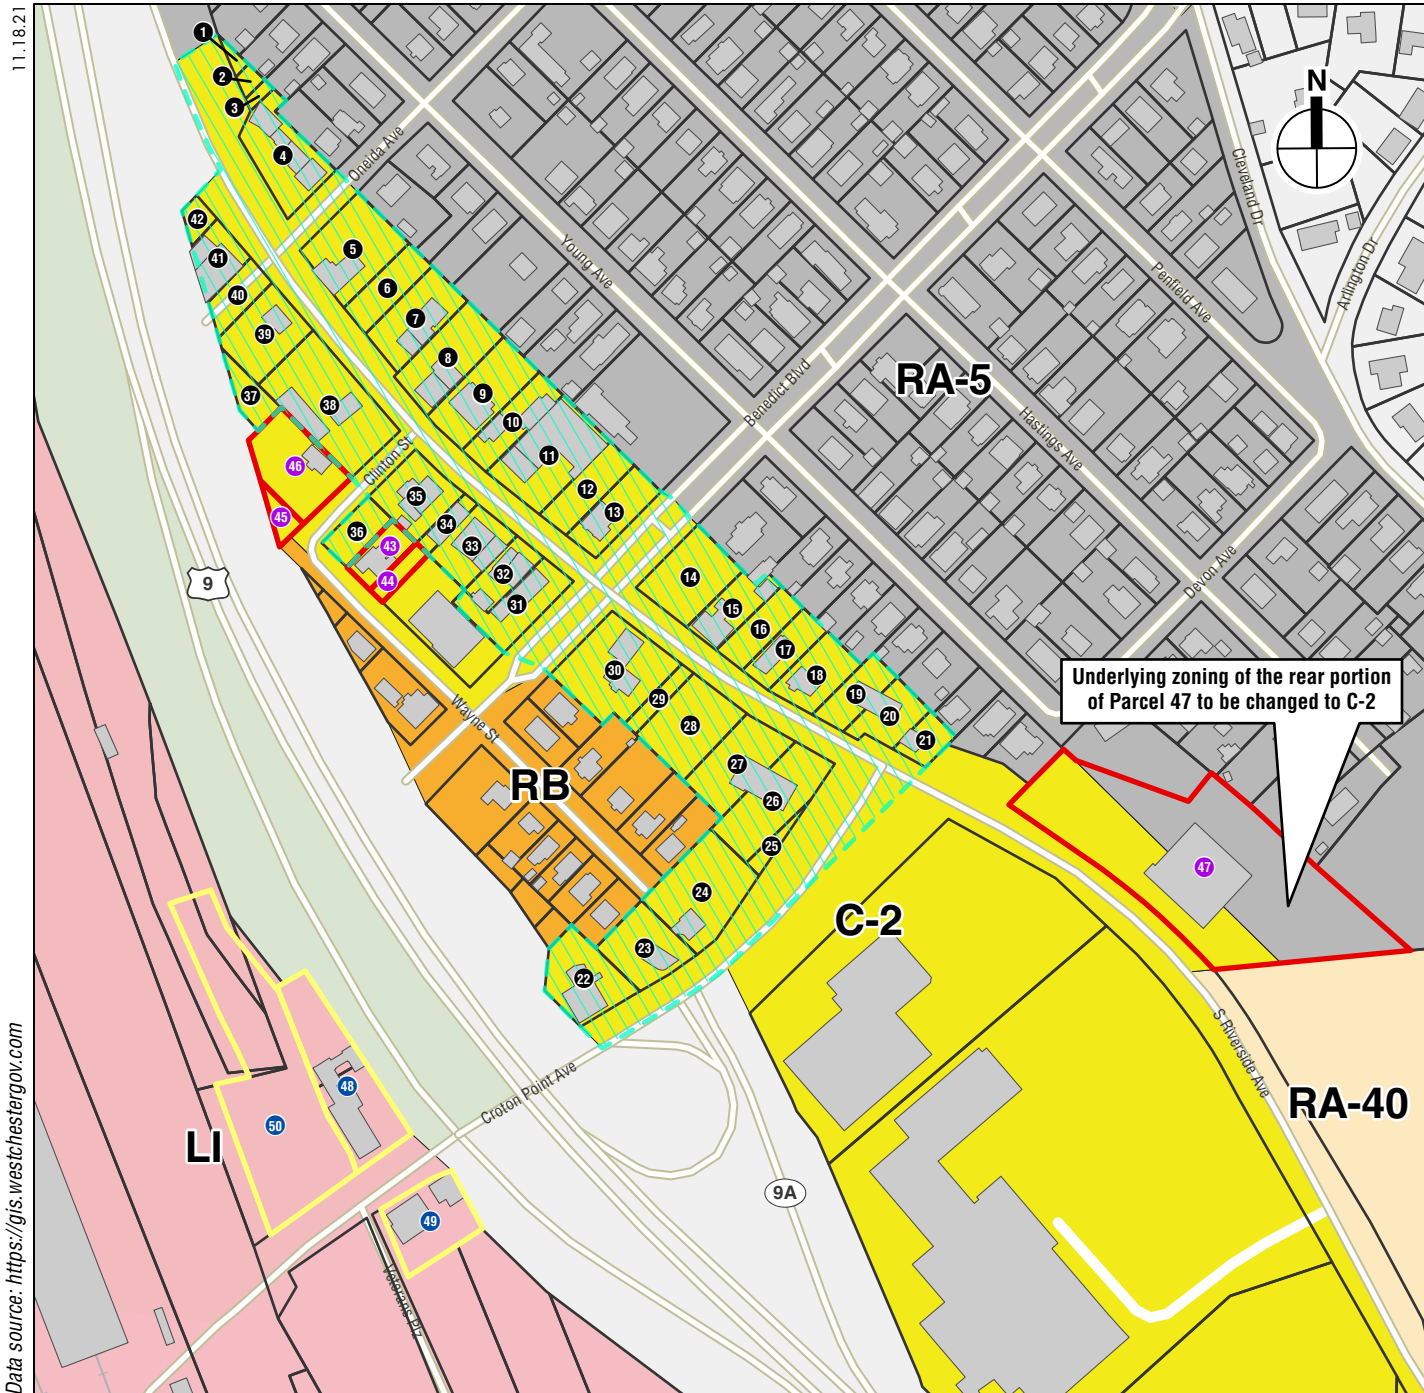 11.18.21
N
1
2
3
4
Oneida Ave
Cleveland Dr
42
41
40
39
5
6
7
8
9
10
11
12
13
Young Ave
Penfield Ave
Arlington Dr
RA-5
Benedict Blvd
Hastings Ave
37
38
Clinton St
46
45
35
36
34
43
44
33
32
31
9
14
15
16
17
18
19
20
21
Devon Ave
Underlying zoning of the rear portion
of Parcel 47 to be changed to C-2
30
29
28
27
26
25
24
23
22
Wayne St
RB
47
C-2
S Riverside Ave
RA-40
Croton Point Ave
48
50
LI
49
9A
Veterans Plz
Data source: https://gis.westchestergov.com